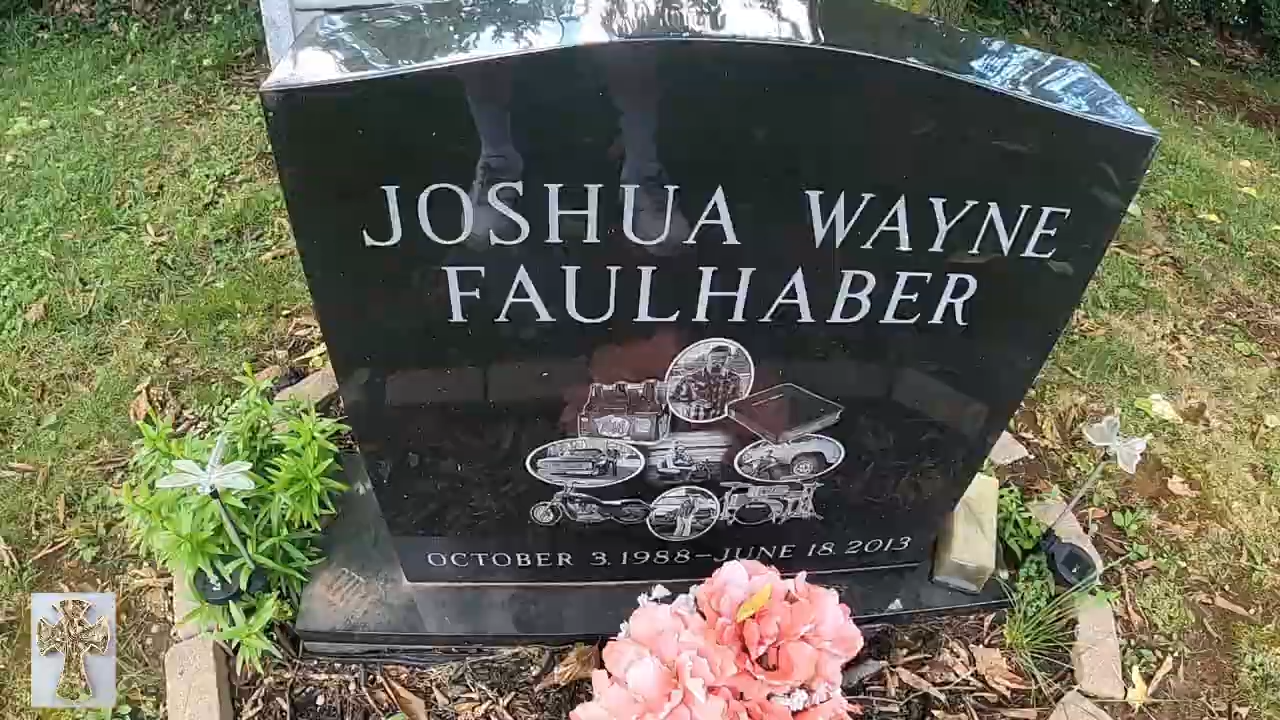 JOSHUA WAYNE
FAULHABER
OCTOBER 3, 1988 – JUNE 18, 2013